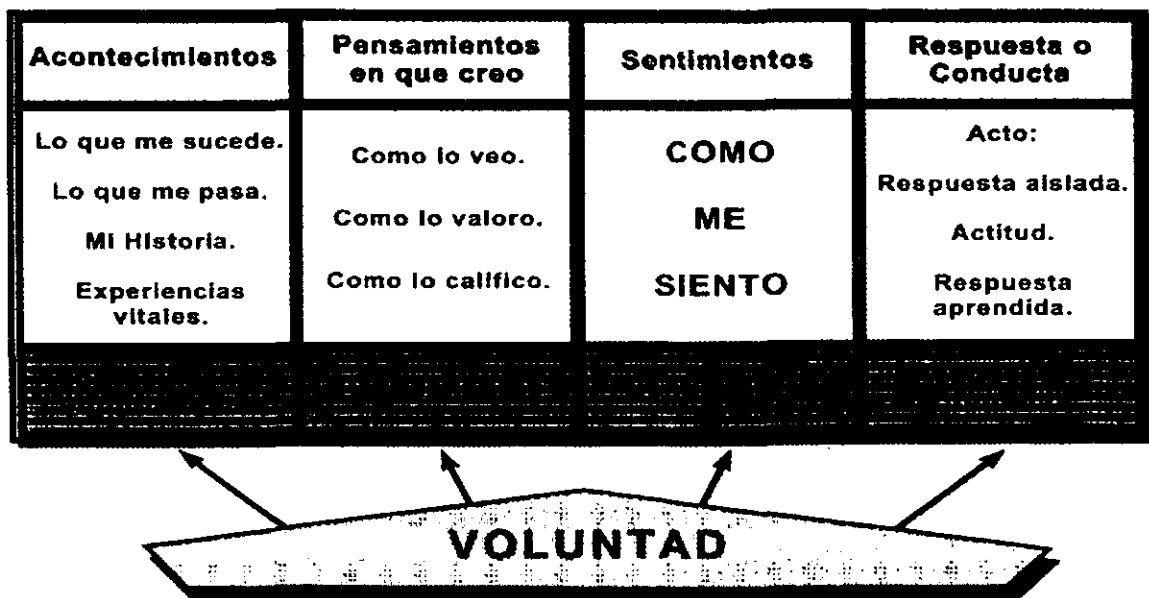 Acontecimientos
Pensamientos
en que creo
Sentimientos
Respuesta o
Conducta
Lo que me sucede.
Lo que me pasa.
Mi Historia.
Experiencias
vitales.
Como lo veo.
Como lo valoro.
Como lo califico.
COMO
ME
SIENTO
Acto:
Respuesta aislada.
Actitud.
Respuesta
aprendida.
VOLUNTAD